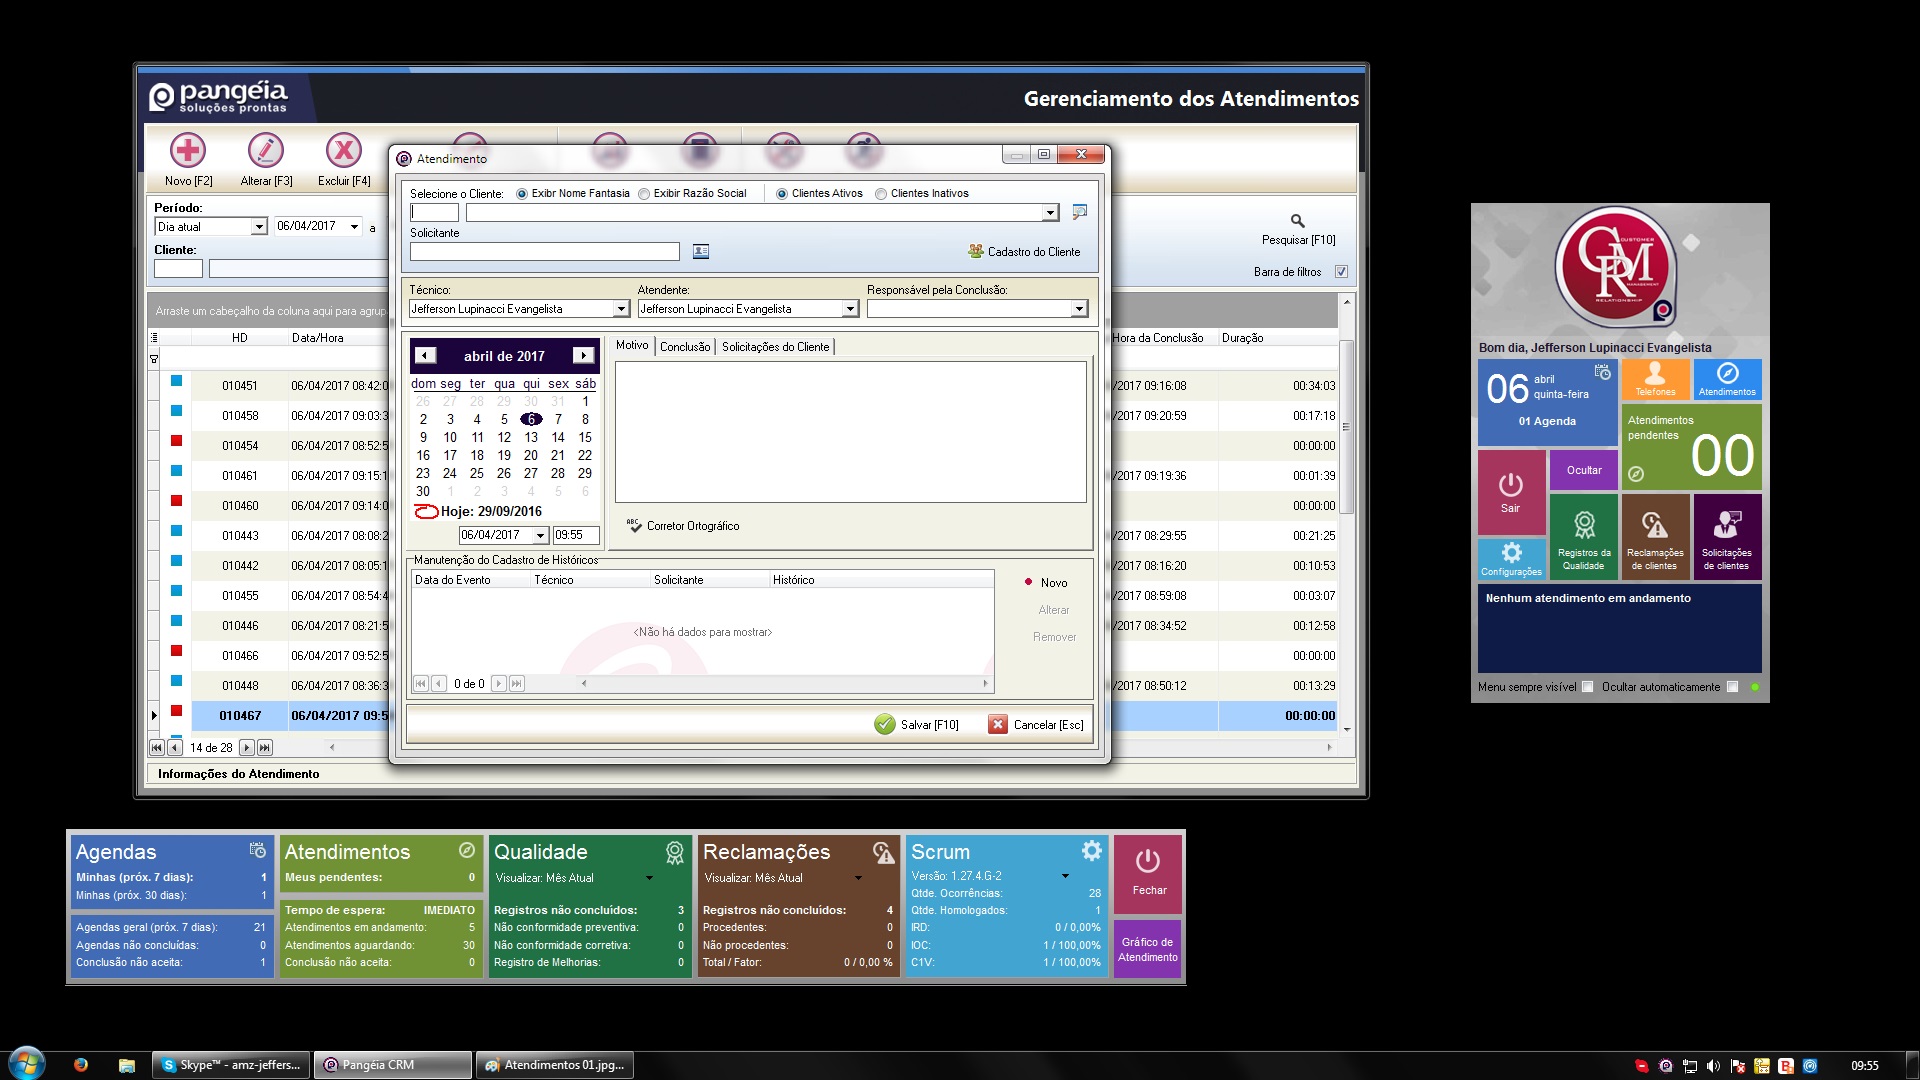 pangéia
soluções prontas
Gerenciamento dos Atendimentos
Novo [F2]
Alterar [F3]
Excluir [F4]
Período:
Dia atual
06/04/2017
a
Cliente:
Pesquisar [F10]
Barra de filtros
Arraste um cabeçalho da coluna aqui para agrup
HD Data/Hora Hora da Conclusão Duração
010451 06/04/2017 08:42:0 /2017 09:16:08 00:34:03
010458 06/04/2017 09:03:3 /2017 09:20:59 00:17:18
010454 06/04/2017 08:52:5 00:00:00
010461 06/04/2017 09:15:1 /2017 09:19:36 00:01:39
010460 06/04/2017 09:14:0 00:00:00
010443 06/04/2017 08:08:2 /2017 08:29:55 00:21:25
010442 06/04/2017 08:05:1 /2017 08:16:20 00:10:53
010455 06/04/2017 08:54:4 /2017 08:59:08 00:03:07
010446 06/04/2017 08:21:5 /2017 08:34:52 00:12:58
010466 06/04/2017 09:52:5 00:00:00
010448 06/04/2017 08:36:3 /2017 08:50:12 00:13:29
010467 06/04/2017 09:5 00:00:00
14 de 28
Informações do Atendimento
Atendimento
Selecione o Cliente: Exibr Nome Fantasia Exibir Razão Social Clientes Ativos Clientes Inativos
Solicitante
Cadastro do Cliente
Técnico: Atendente: Responsável pela Conclusão:
Jefferson Lupinacci Evangelista Jefferson Lupinacci Evangelista
abril de 2017
dom seg ter qua qui sex sáb
26 27 28 29 30 31 1
2 3 4 5 6 7 8
9 10 11 12 13 14 15
16 17 18 19 20 21 22
23 24 25 26 27 28 29
30 1 2 3 4 5 6
Hoje: 29/09/2016
06/04/2017 09:55
Motivo Conclusão Solicitações do Cliente
ABC Corretor Ortográfico
Manutenção do Cadastro de Históricos
Data do Evento Técnico Solicitante Histórico
<Não há dados para mostrar>
0 de 0
Novo
Alterar
Remover
Salvar [F10]
Cancelar [Esc]
CUSTOMER
CRM
MANAGEMENT
RELATIONSHIP
Bom dia, Jefferson Lupinacci Evangelista
06 abril
quinta-feira
01 Agenda
Telefones
Atendimentos
Atendimentos
pendentes
00
Sair
Ocultar
Configurações
Registros da
Qualidade
Reclamações
de clientes
Solicitações
de clientes
Nenhum atendimento em andamento
Menu sempre visível Ocultar automaticamente
Agendas
Minhas (próx. 7 dias): 1
Minhas (próx. 30 dias): 1
Agendas geral (próx. 7 dias): 21
Agendas não concluídas: 0
Conclusão não aceita: 1
Atendimentos
Meus pendentes: 0
Tempo de espera: IMEDIATO
Atendimentos em andamento: 5
Atendimentos aguardando: 30
Conclusão não aceita: 0
Qualidade
Visualizar: Mês Atual
Registros não concluídos: 3
Não conformidade preventiva: 0
Não conformidade corretiva: 0
Registro de Melhorias: 0
Reclamações
Visualizar: Mês Atual
Registros não concluídos: 4
Procedentes: 0
Não procedentes: 0
Total / Fator: 0 / 0,00 %
Scrum
Versão: 1.27.4.G-2
Qtde. Ocorrências: 28
Qtde. Homologados: 1
IRD: 0 / 0,00%
IOC: 1 / 100,00%
C1V: 1 / 100,00%
Fechar
Gráfico de
Atendimento
Skype™ - amz-jeffers...
Pangéia CRM
Atendimentos 01.jpg...
09:55